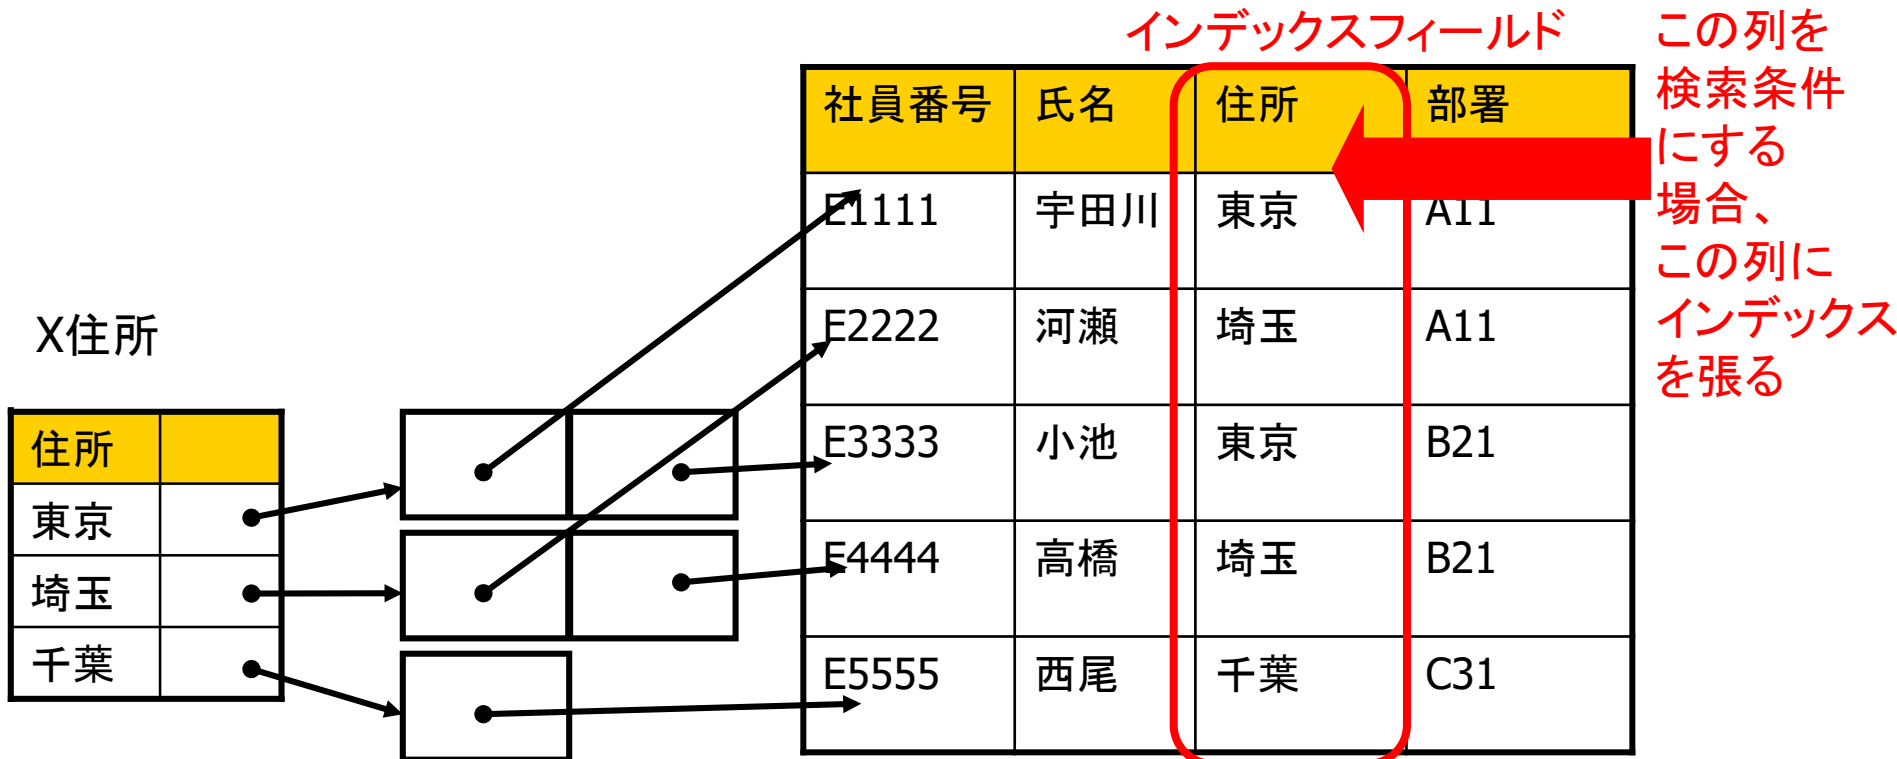 インデックスフィールド
この列を
検索条件
にする
場合、
この列に
インデックス
を張る
社員番号 氏名 住所 部署
E1111 宇田川 東京 A11
E2222 河瀬 埼玉 A11
E3333 小池 東京 B21
E4444 高橋 埼玉 B21
E5555 西尾 千葉 C31
X住所
住所
東京
埼玉
千葉